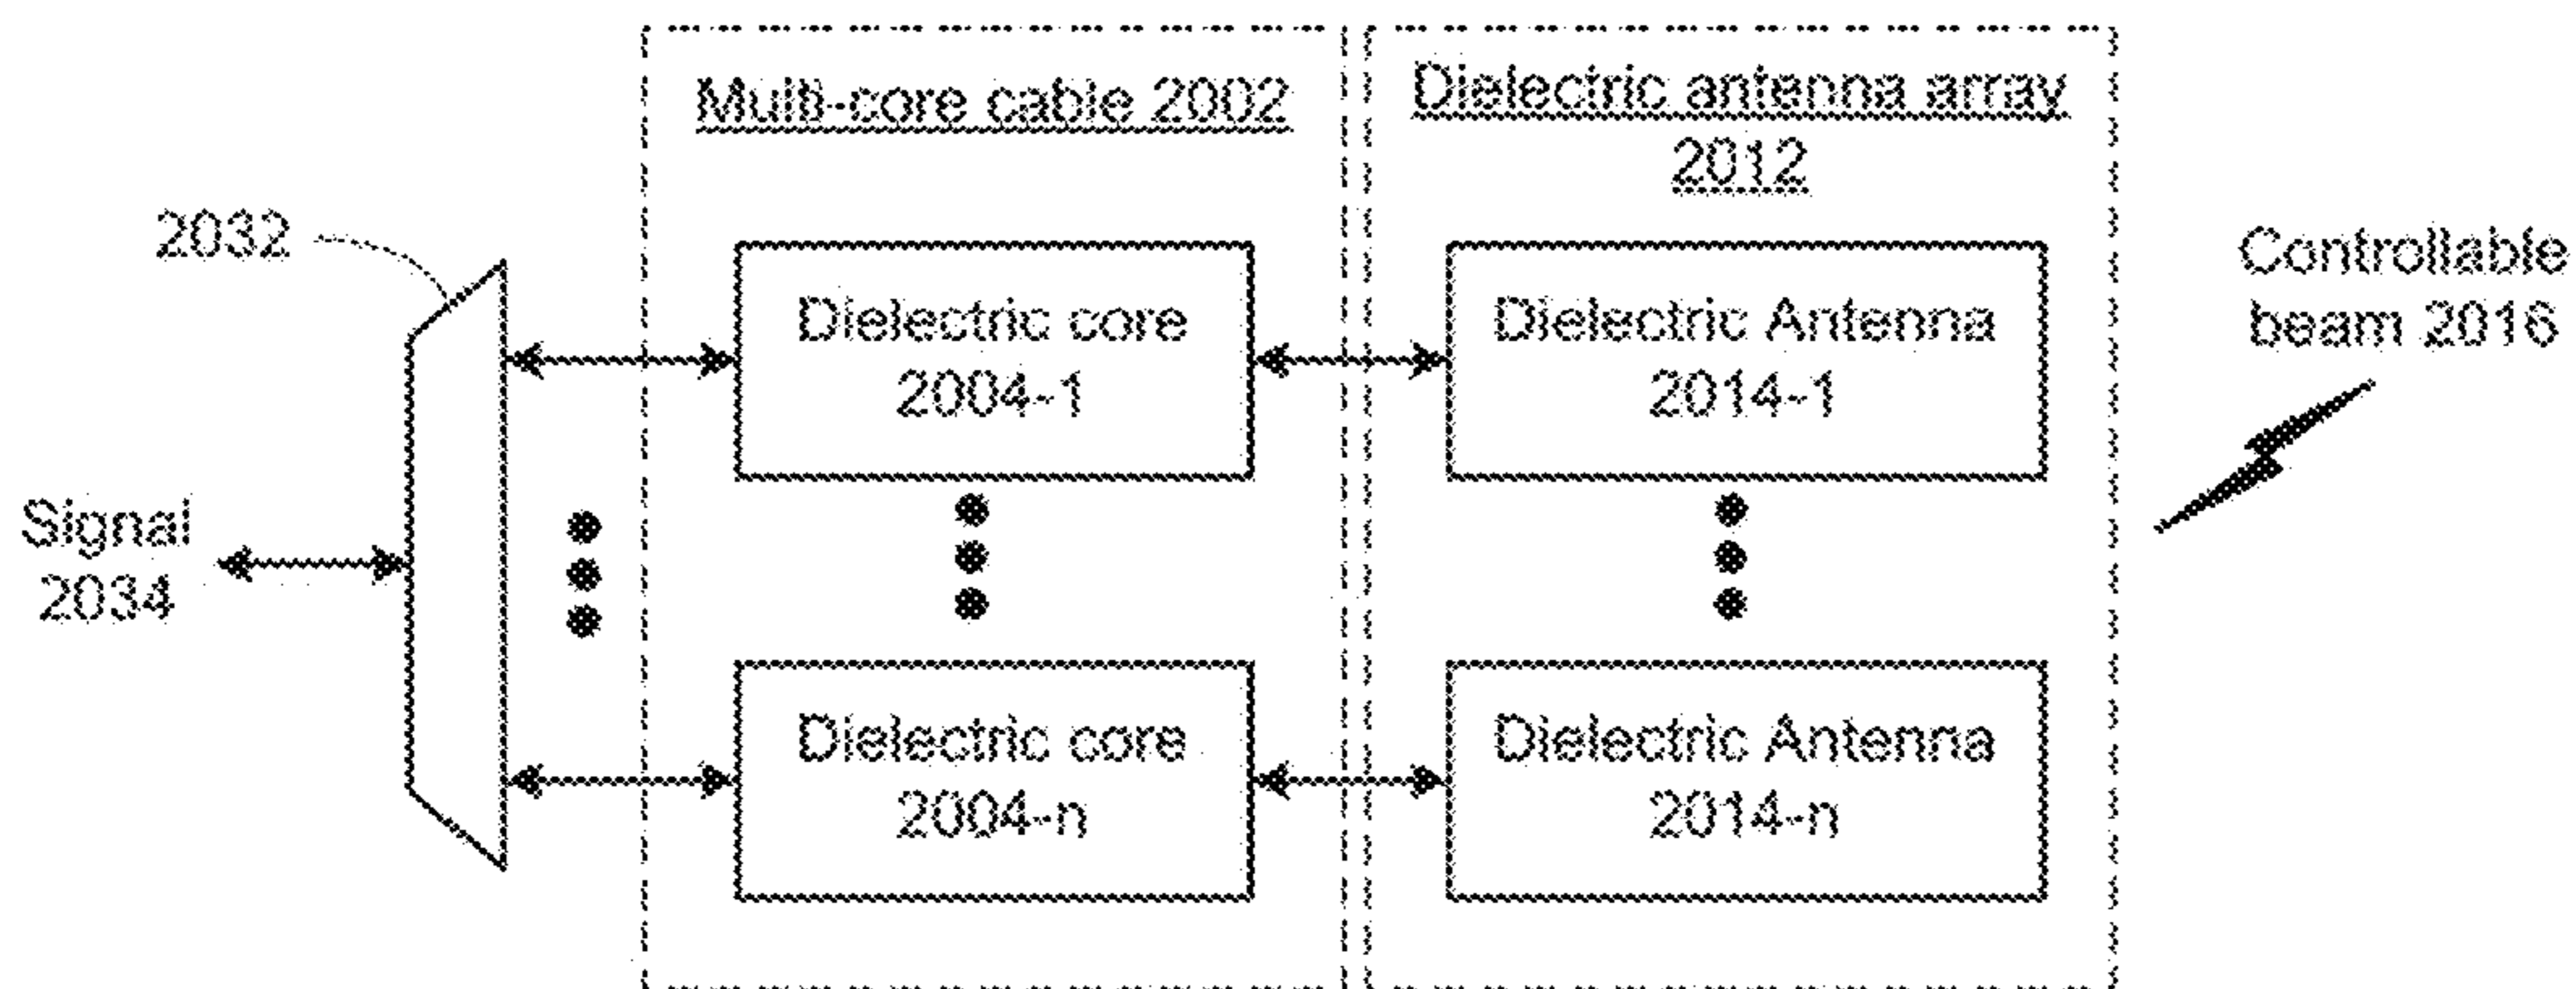 Multi-core cable 2002
Dielectric antenna array
2012
2032
Controllable
beam 2016
Dielectric core
2004-1
Dielectric Antenna
2014-1
Signal
2034
Dielectric core
2004-n
Dielectric Antenna
2014-n